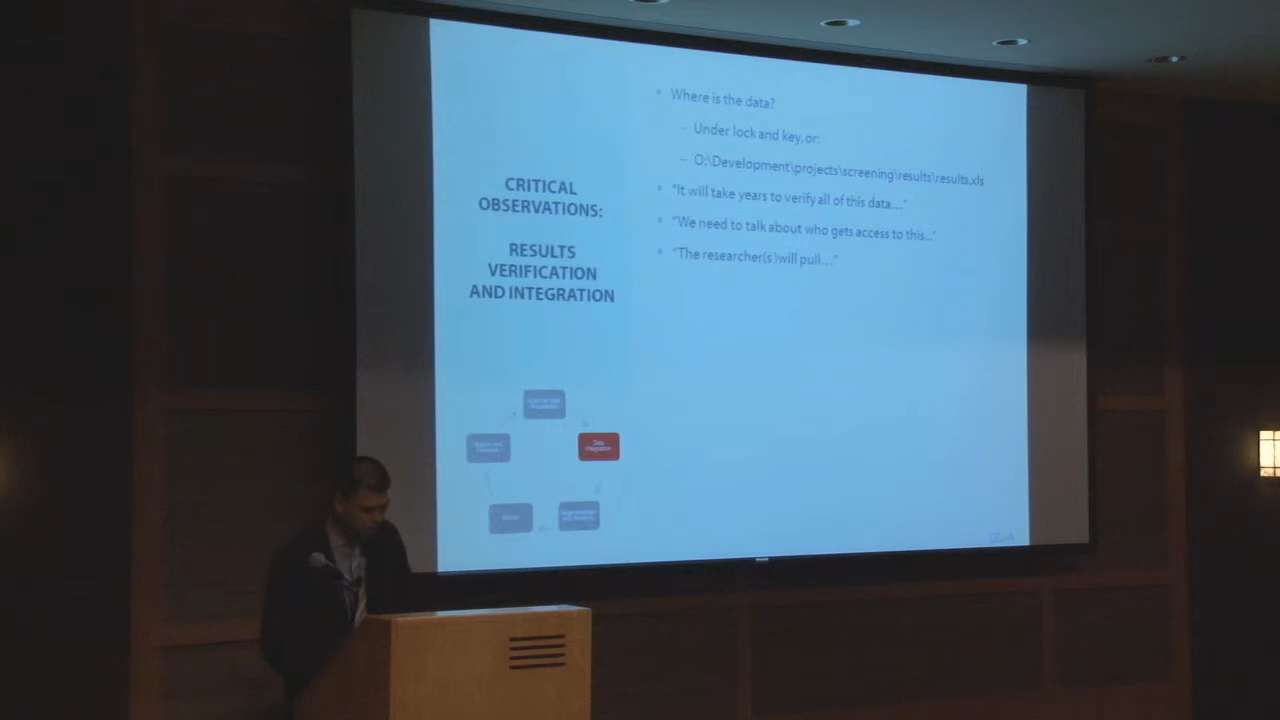 CRITICAL
OBSERVATIONS:
RESULTS
VERIFICATION
AND INTEGRATION
Where is the data?
Under lock and key, or:
O:\Development\projects\screening\results\results.xls
"It will take years to verify all of this data…"
"We need to talk about who gets access to this…"
"The researcher(s )will pull…"
Data
Integration